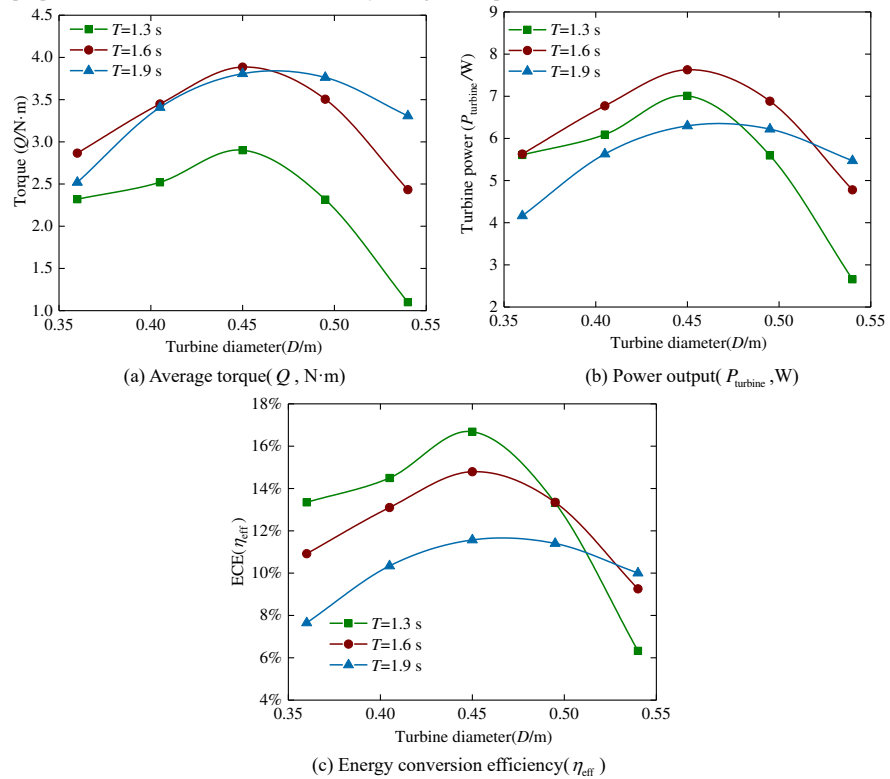 4.5
4.0
3.5
3.0
2.5
2.0
1.5
1.0
Torque (Q/N·m)
T=1.3 s
T=1.6 s
T=1.9 s
0.35 0.40 0.45 0.50 0.55
Turbine diameter(D/m)
(a) Average torque( Q , N·m)
9
8
7
6
5
4
3
2
Turbine power (P_turbine/W)
T=1.3 s
T=1.6 s
T=1.9 s
0.35 0.40 0.45 0.50 0.55
Turbine diameter(D/m)
(b) Power output( P_turbine ,W)
18%
16%
14%
12%
10%
8%
6%
4%
ECE(η_eff)
T=1.3 s
T=1.6 s
T=1.9 s
0.35 0.40 0.45 0.50 0.55
Turbine diameter(D/m)
(c) Energy conversion efficiency( η_eff )